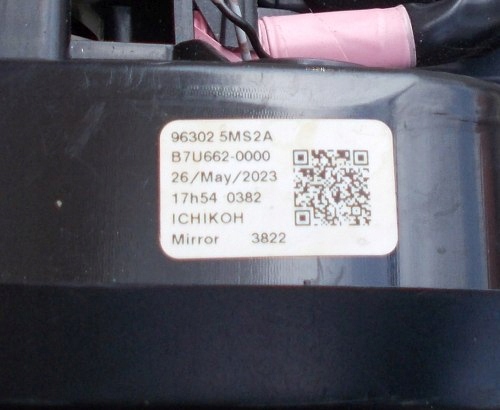 96302 5MS2A
B7U662-0000
26/May/2023
17h54 0382
ICHIKOH
Mirror 3822